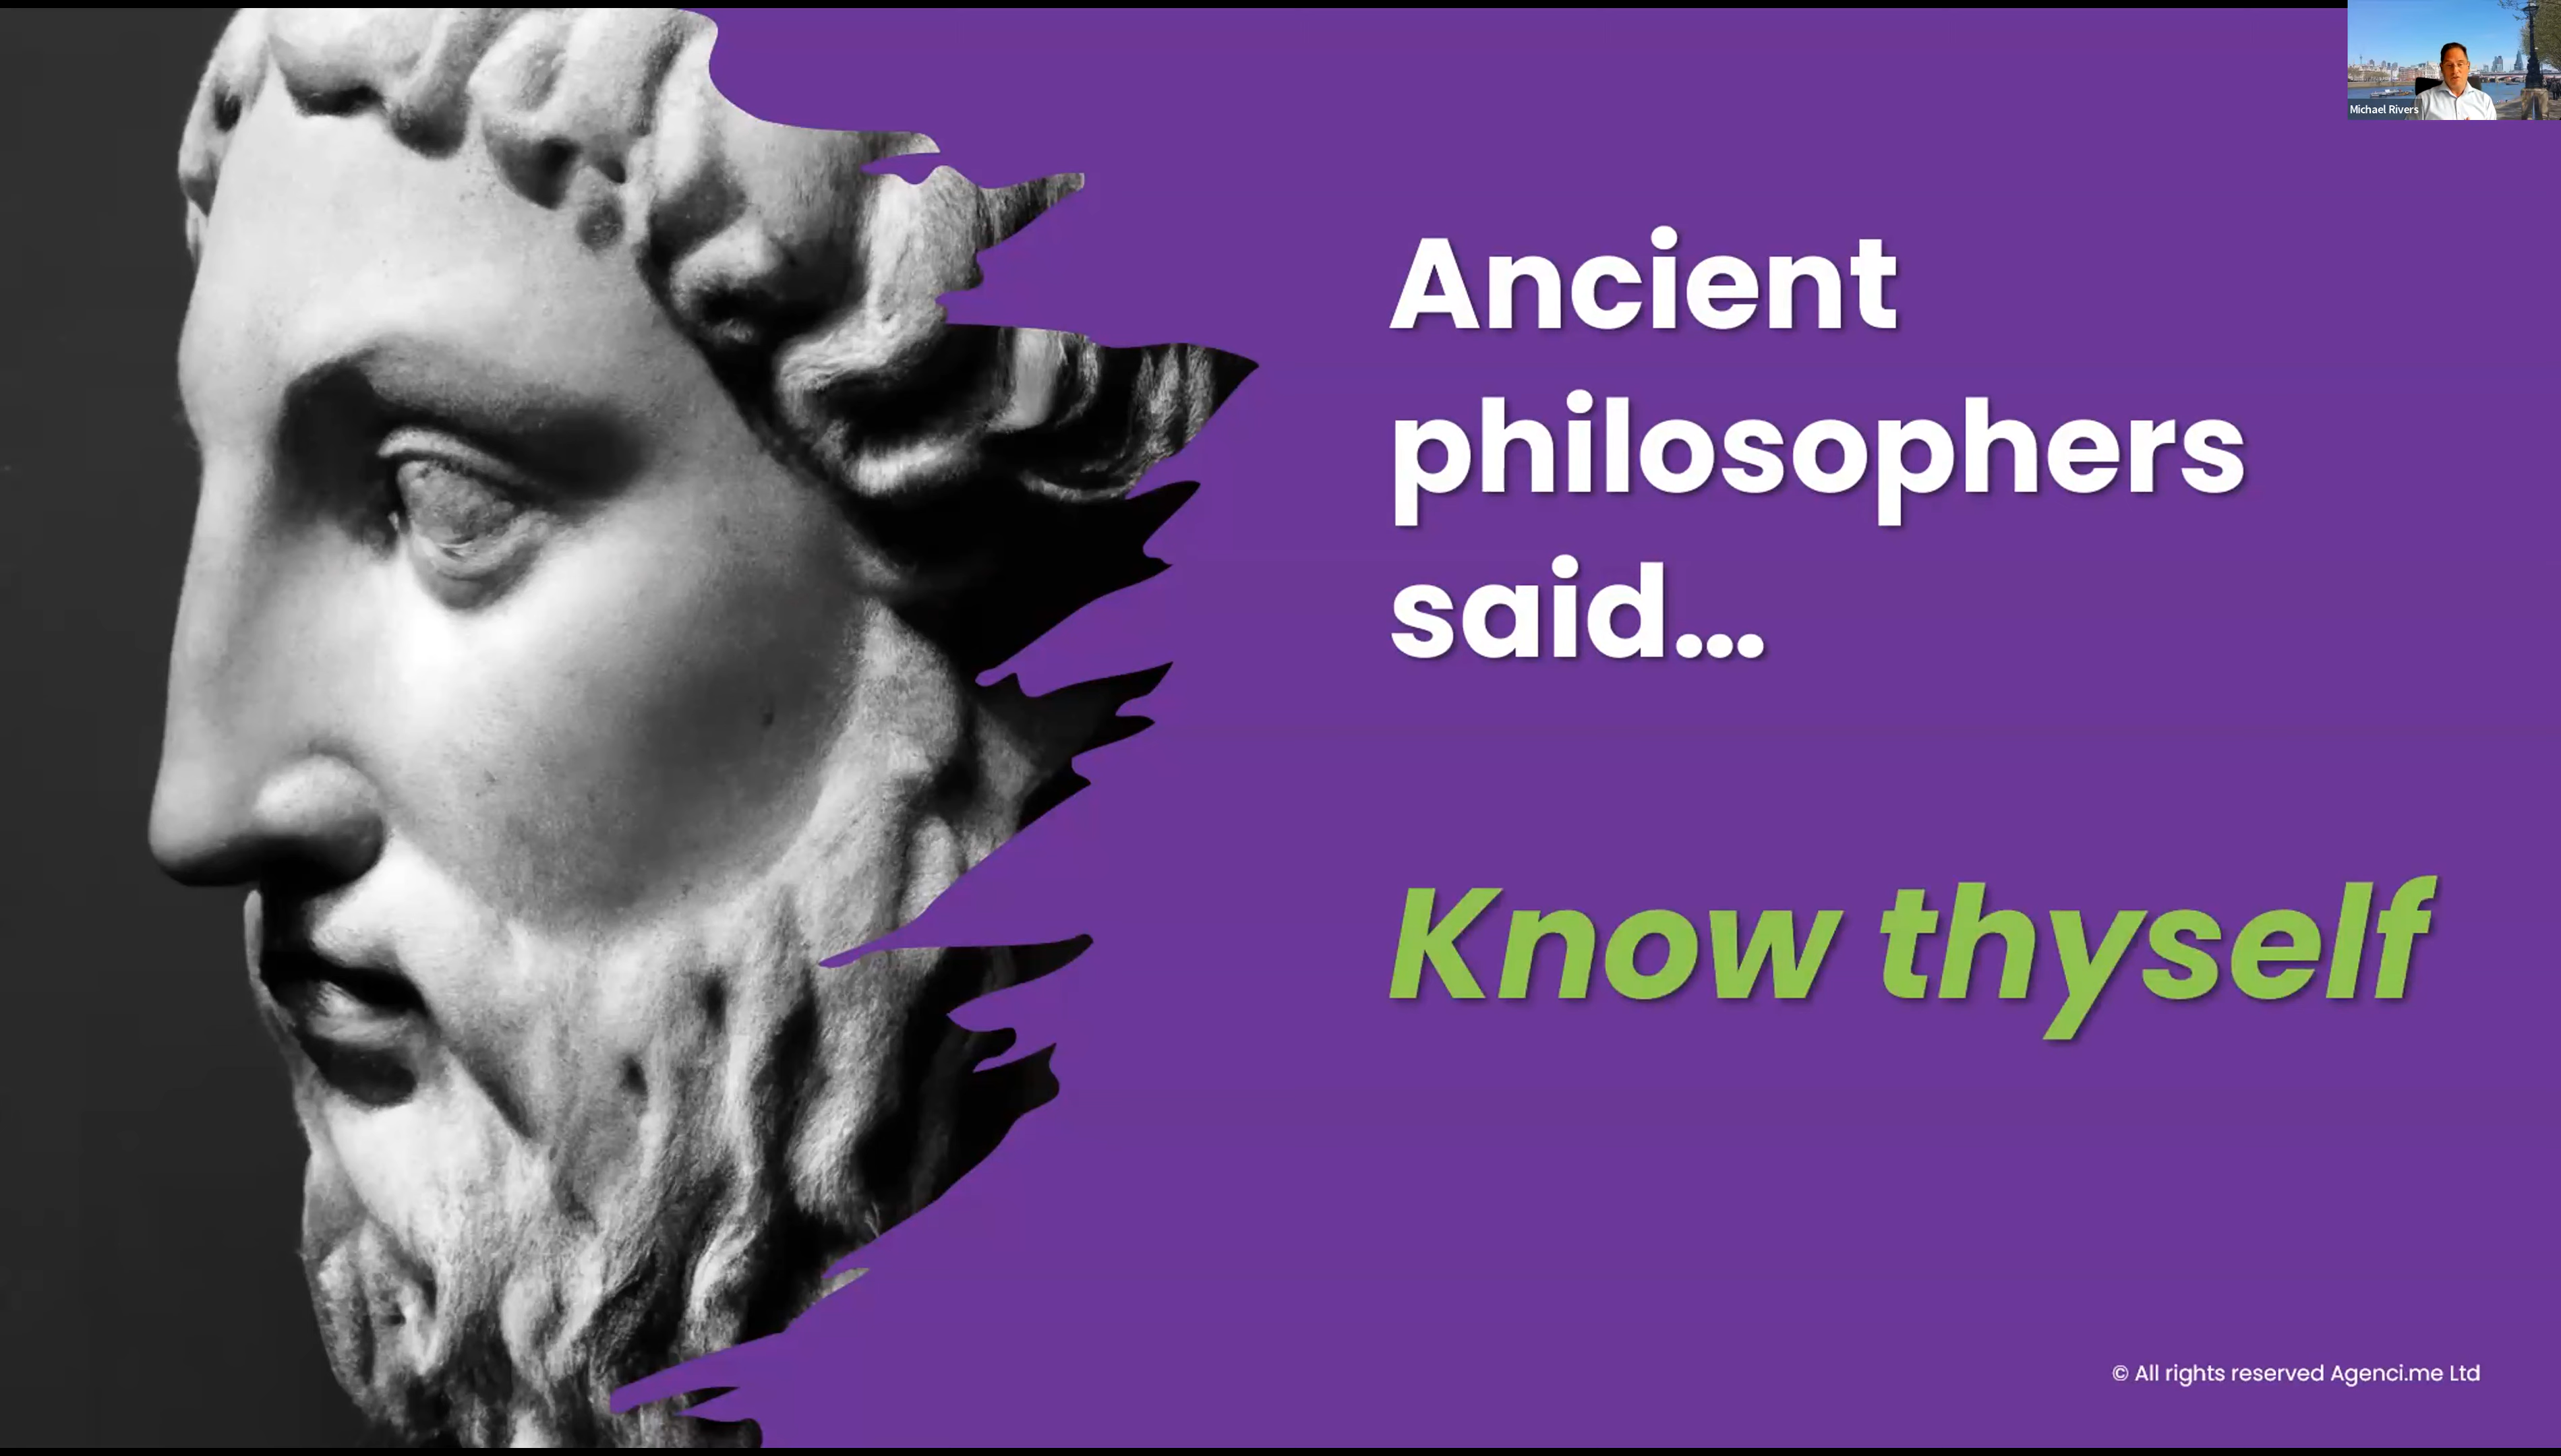 Michael Rivers
Ancient
philosophers
said...
Know thyself
© All rights reserved Agenci.me Ltd